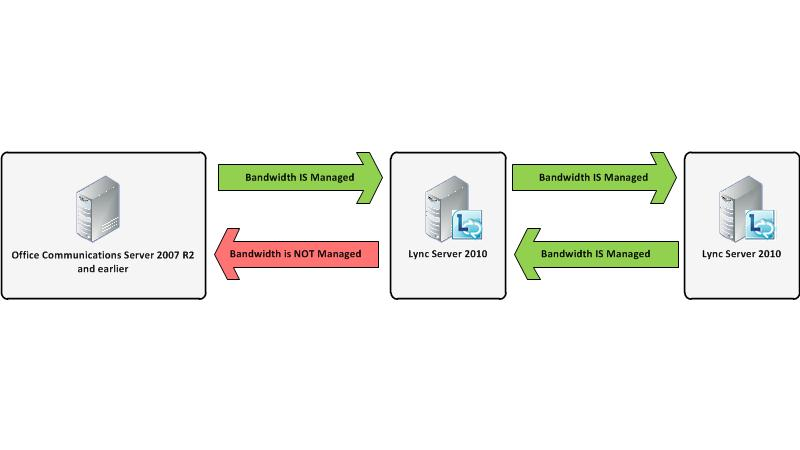 Bandwidth IS Managed
Bandwidth IS Managed
Office Communications Server 2007 R2
and earlier
Bandwidth is NOT Managed
Lync Server 2010
Bandwidth IS Managed
Lync Server 2010